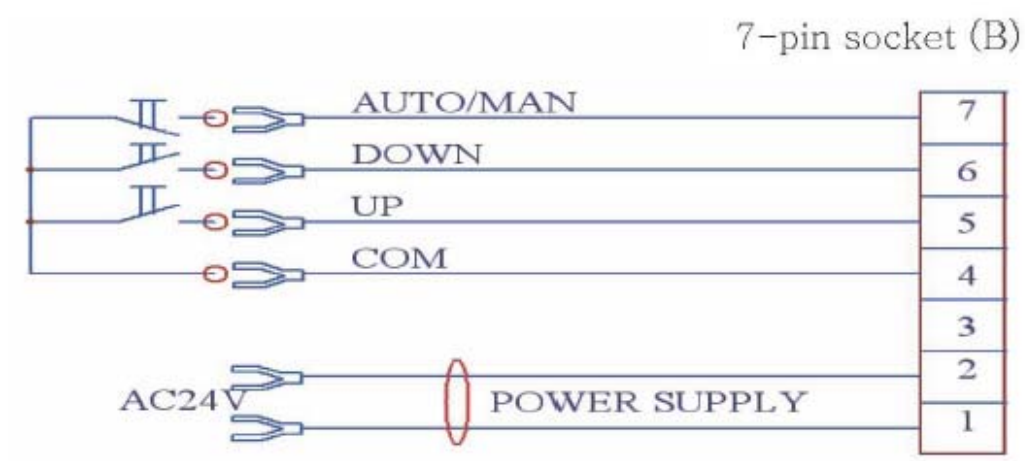 7-pin socket (B)
AUTO/MAN 7
DOWN 6
UP 5
COM 4
3
2
AC24V POWER SUPPLY
1